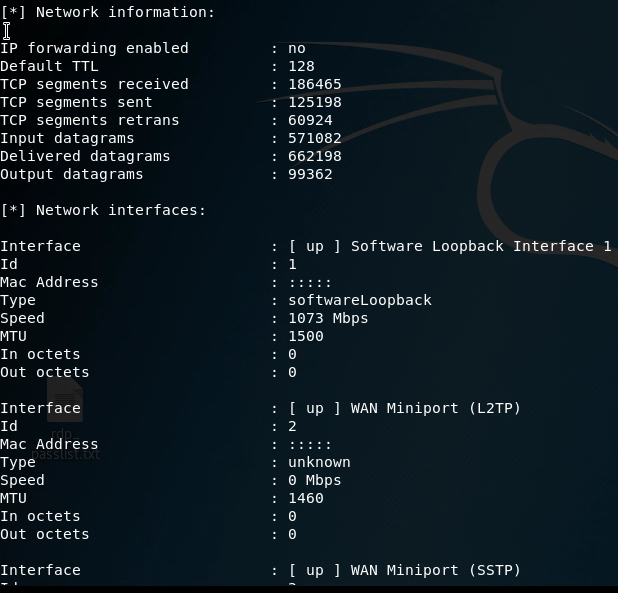 [*] Network information:
IP forwarding enabled : no
Default TTL : 128
TCP segments received : 186465
TCP segments sent : 125198
TCP segments retrans : 60924
Input datagrams : 571082
Delivered datagrams : 662198
Output datagrams : 99362
[*] Network interfaces:
Interface : [ up ] Software Loopback Interface 1
Id : 1
Mac Address : :::::
Type : softwareLoopback
Speed : 1073 Mbps
MTU : 1500
In octets : 0
Out octets : 0
Interface : [ up ] WAN Miniport (L2TP)
Id : 2
Mac Address : :::::
Type : unknown
Speed : 0 Mbps
MTU : 1460
In octets : 0
Out octets : 0
Interface : [ up ] WAN Miniport (SSTP)
rdp_
passlist.txt